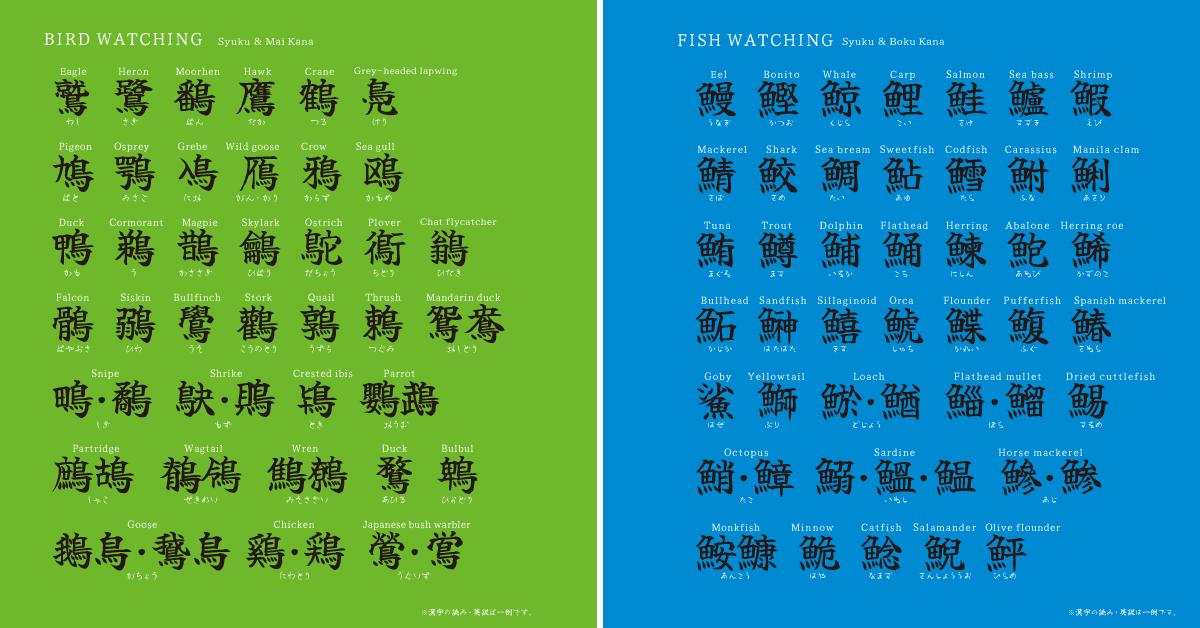 BIRD WATCHING Syuku & Mai Kana
Eagle Heron Moorhen Hawk Crane Grey-headed lapwing
鷲 鷺 鷭 鷹 鶴 鳧
わし さぎ ばん たか つる けり
Pigeon Osprey Grebe Wild goose Crow Sea gull
鳩 鶚 鳰 鴈 鴉 鴎
はと みさご にお がん・かり からす かもめ
Duck Cormorant Magpie Skylark Ostrich Plover Chat flycatcher
鴨 鵜 鵲 鸙 鴕 鵆 鶲
かも う かささぎ ひばり だちょう ちどり ひたき
Falcon Siskin Bullfinch Stork Quail Thrush Mandarin duck
鶻 鶸 鷽 鸛 鶉 鶫 鴛鴦
はやぶさ ひわ うそ こうのとり うずら つぐみ おしどり
Snipe Shrike Crested ibis Parrot
鴫・鷸 鴃・鵙 鴇 鸚鵡
しぎ もず とき おうむ
Partridge Wagtail Wren Duck Bulbul
鷓鴣 鶺鴒 鷦鷯 鶩 鵯
しゃこ せきれい みそさざい あひる ひよどり
Goose Chicken Japanese bush warbler
鵝鳥・鵞鳥 鷄・鶏 鶯・鴬
がちょう にわとり うぐいす
※漢字の読み・英訳は一例です。
FISH WATCHING Syuku & Boku Kana
Eel Bonito Whale Carp Salmon Sea bass Shrimp
鰻 鰹 鯨 鯉 鮭 鱸 鰕
うなぎ かつお くじら こい さけ すずき えび
Mackerel Shark Sea bream Sweetfish Codfish Carassius Manila clam
鯖 鮫 鯛 鮎 鱈 鮒 鯏
さば さめ たい あゆ たら ふな あさり
Tuna Trout Dolphin Flathead Herring Abalone Herring roe
鮪 鱒 鯆 鯒 鰊 鮑 鯑
まぐろ ます いるか こち にしん あわび かずのこ
Bullhead Sandfish Sillaginoid Orca Flounder Pufferfish Spanish mackerel
鮖 鰰 鱚 鯱 鰈 鰒 鰆
かじか はたはた きす しゃち かれい ふぐ さわら
Goby Yellowtail Loach Flathead mullet Dried cuttlefish
鯊 鰤 鯲・鰌 鯔・鰡 鯣
はぜ ぶり どじょう ぼら するめ
Octopus Sardine Horse mackerel
鮹・鱆 鰯・鰮・鰛 鰺・鯵
たこ いわし あじ
Monkfish Minnow Catfish Salamander Olive flounder
鮟鱇 鮠 鯰 鯢 鮃
あんこう はや なまず さんしょううお ひらめ
※漢字の読み・英訳は一例です。